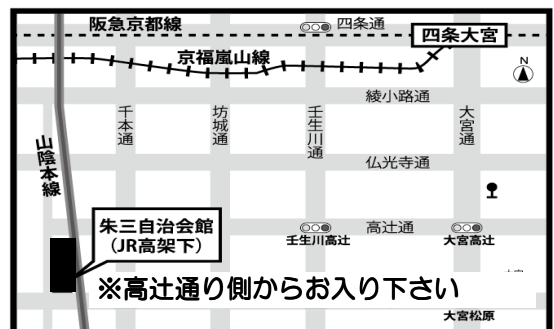 阪急京都線
四条通
四条大宮
京福嵐山線
N
綾小路通
千本通
坊城通
壬生川通
大宮通
山陰本線
仏光寺通
朱三自治会館
(JR高架下)
高辻通
壬生川高辻
大宮高辻
※高辻通り側からお入り下さい
大宮松原